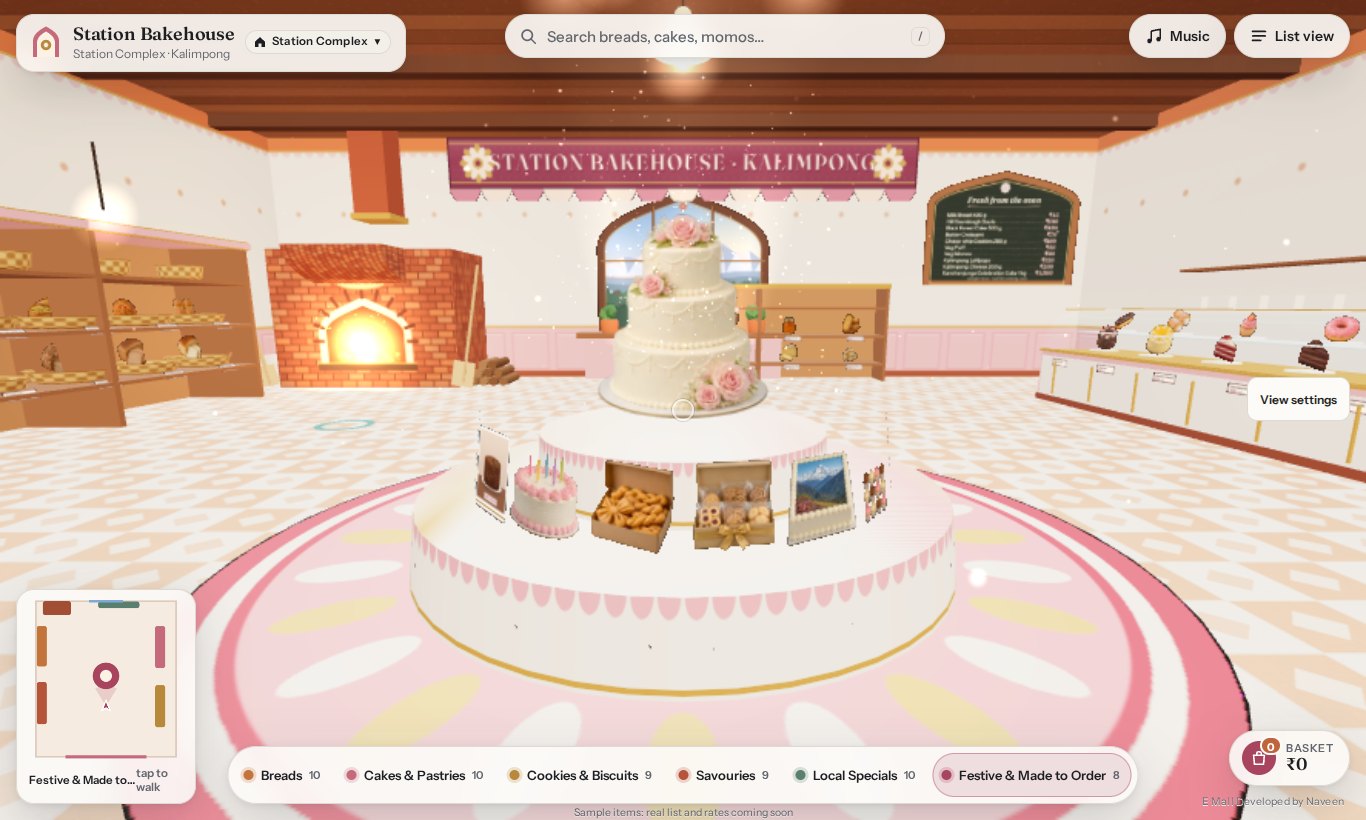 Station Bakehouse
Station Complex · Kalimpong
Station Complex ▾
Search breads, cakes, momos...
/
Music
List view
STATION BAKEHOUSE · KALIMPONG
Fresh from the oven
View settings
Festive & Made to...
tap to walk
Breads 10
Cakes & Pastries 10
Cookies & Biscuits 9
Savouries 9
Local Specials 10
Festive & Made to Order 8
0
BASKET
₹0
Sample items: real list and rates coming soon
E Mall Developed by Naveen